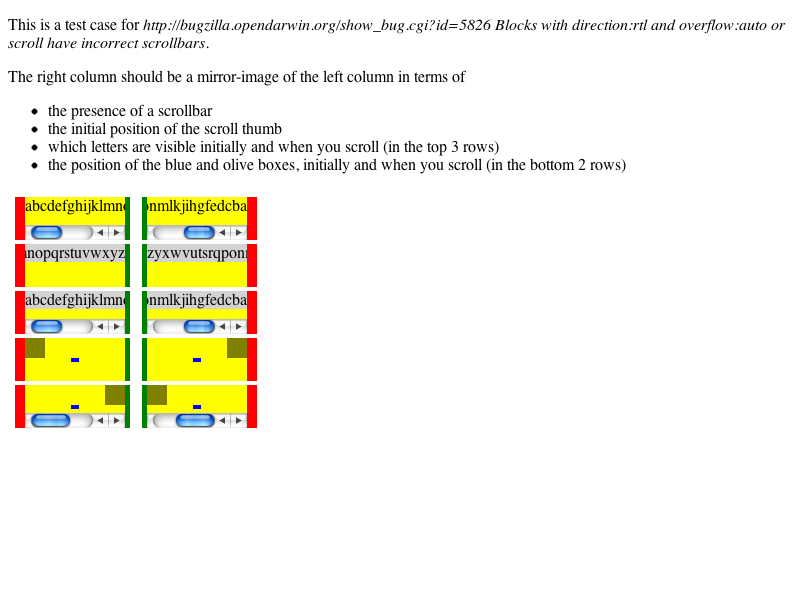 This is a test case for http://bugzilla.opendarwin.org/show_bug.cgi?id=5826 Blocks with direction:rtl and overflow:auto or
scroll have incorrect scrollbars.
The right column should be a mirror-image of the left column in terms of
• the presence of a scrollbar
• the initial position of the scroll thumb
• which letters are visible initially and when you scroll (in the top 3 rows)
• the position of the blue and olive boxes, initially and when you scroll (in the bottom 2 rows)
abcdefghijklmno onmlkjihgfedcba
nopqrstuvwxyz zyxwvutsrqpon
abcdefghijklmno onmlkjihgfedcba